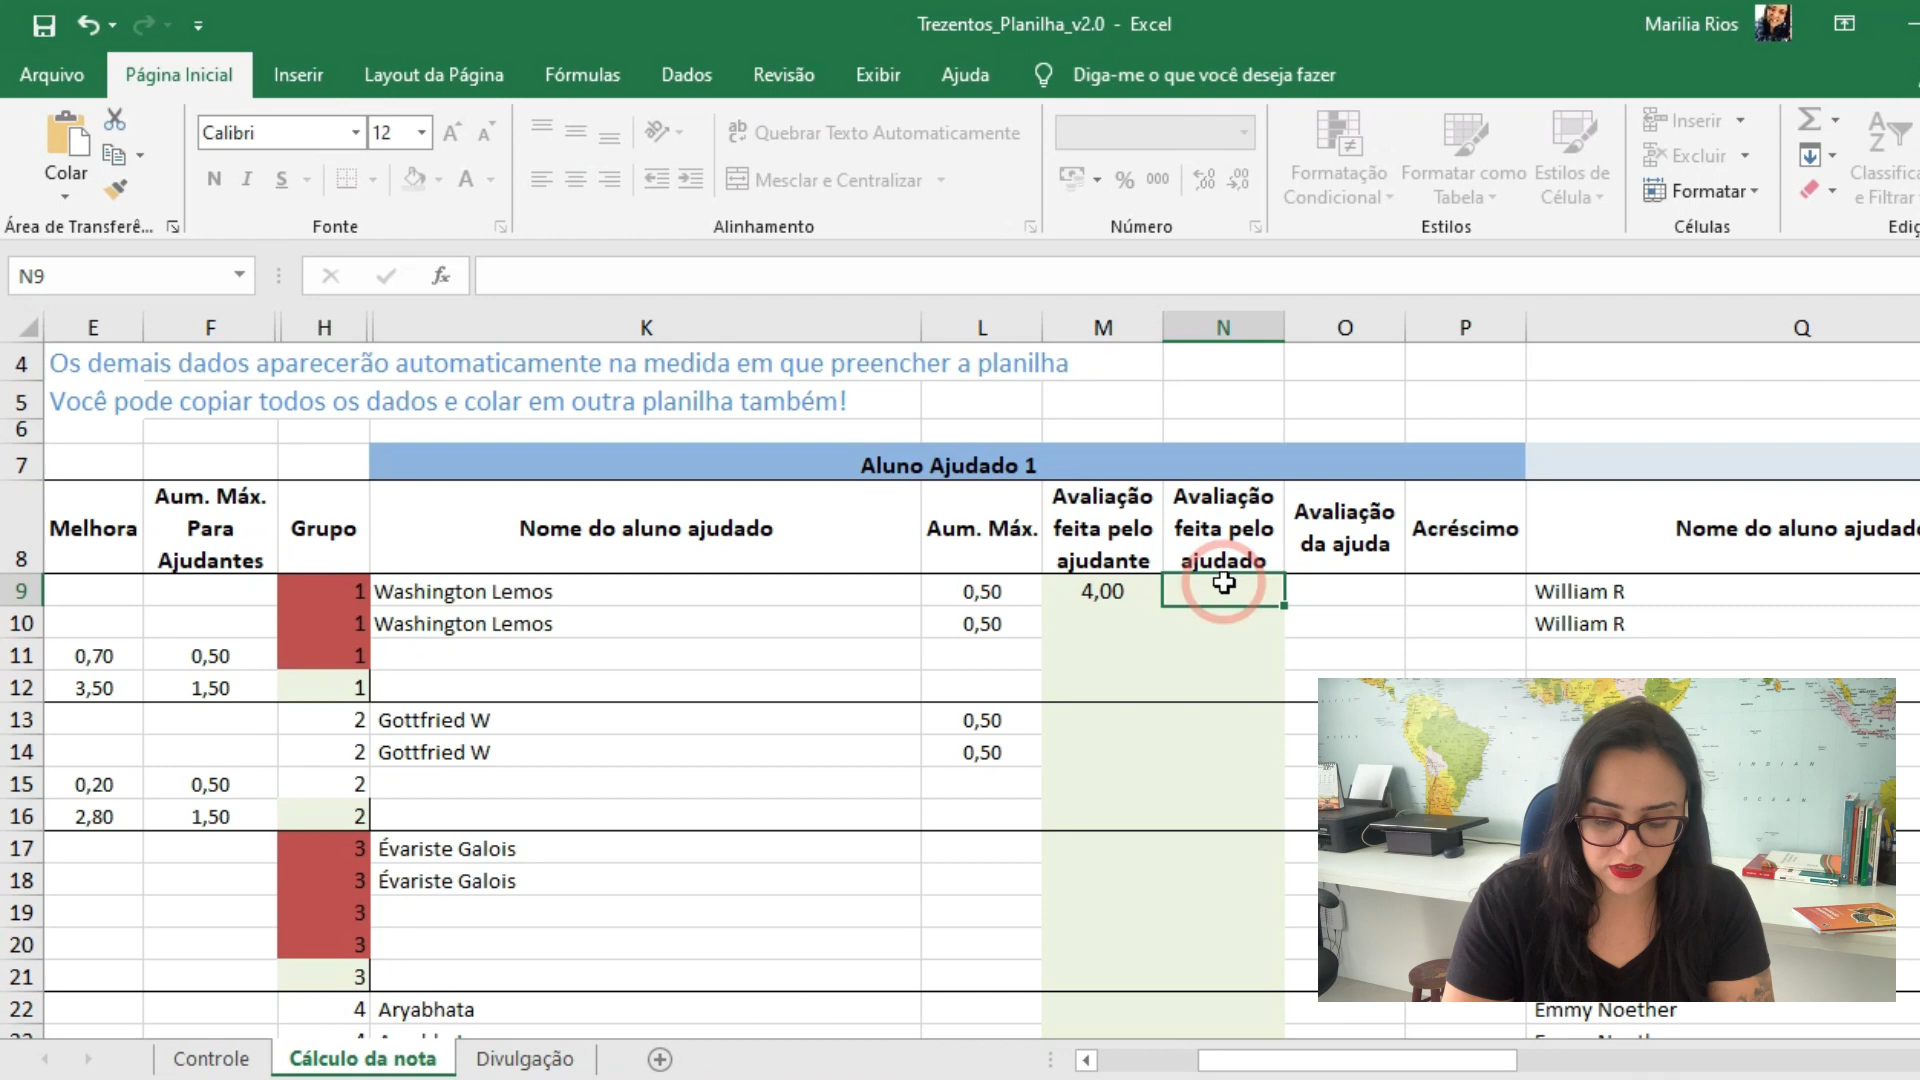 Trezentos_Planilha_v2.0 - Excel
Marilia Rios
Arquivo Página Inicial Inserir Layout da Página Fórmulas Dados Revisão Exibir Ajuda Diga-me o que você deseja fazer
Colar
Calibri 12
N I S
Quebrar Texto Automaticamente
Mesclar e Centralizar
% 000
Formatação Condicional
Formatar como Tabela
Estilos de Célula
Inserir
Excluir
Formatar
Classifica
e Filtrar
Área de Transferê... Fonte Alinhamento Número Estilos Células Ediç
N9 fx
E F H K L M N O P Q
4 Os demais dados aparecerão automaticamente na medida em que preencher a planilha
5 Você pode copiar todos os dados e colar em outra planilha também!
6
7 Aluno Ajudado 1
8 Melhora Aum. Máx. Para Ajudantes Grupo Nome do aluno ajudado Aum. Máx. Avaliação feita pelo ajudante Avaliação feita pelo ajudado Avaliação da ajuda Acréscimo Nome do aluno ajudado
9 1 Washington Lemos 0,50 4,00 William R
10 1 Washington Lemos 0,50 William R
11 0,70 0,50 1
12 3,50 1,50 1
13 2 Gottfried W 0,50
14 2 Gottfried W 0,50
15 0,20 0,50 2
16 2,80 1,50 2
17 3 Évariste Galois
18 3 Évariste Galois
19 3
20 3
21 3
22 4 Aryabhata Emmy Noether
Controle Cálculo da nota Divulgação
INDIAN
OCEAN